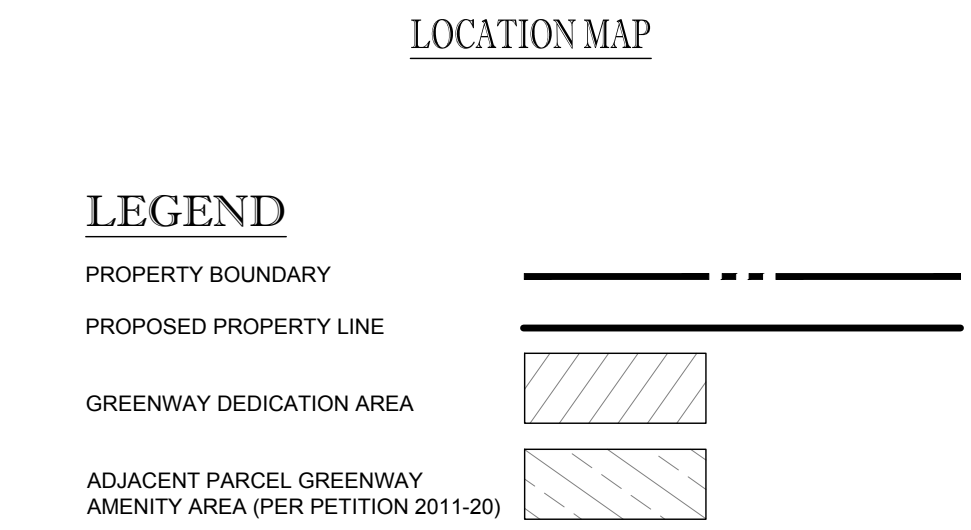 LOCATION MAP
LEGEND
PROPERTY BOUNDARY
PROPOSED PROPERTY LINE
GREENWAY DEDICATION AREA
ADJACENT PARCEL GREENWAY
AMENITY AREA (PER PETITION 2011-20)